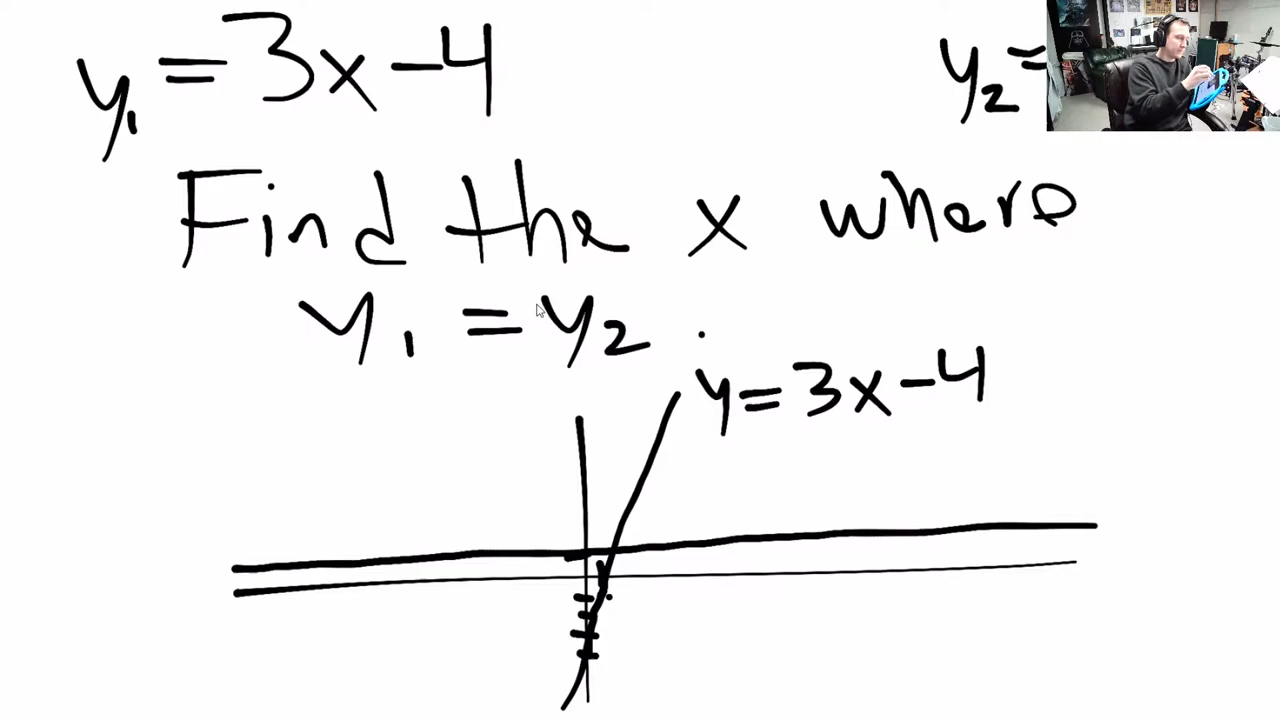 y₁ = 3x - 4
y₂ =
Find the x where
y₁ = y₂ .
y = 3x - 4